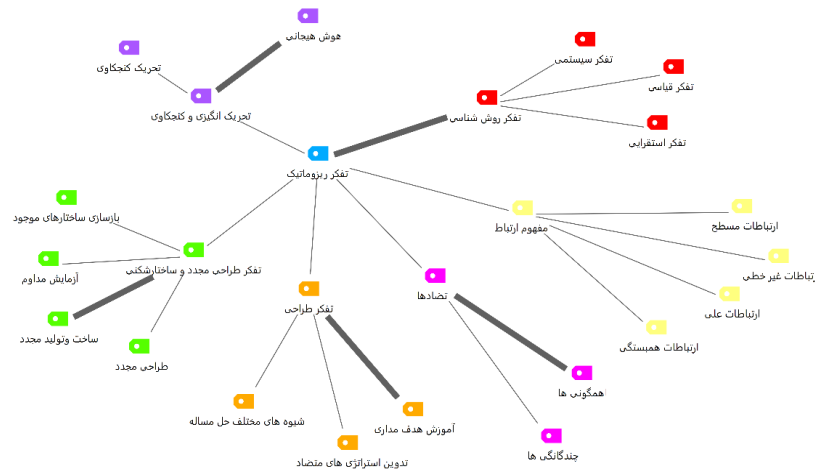 هوش هیجانی
تحریک کنجکاوی
تحریک انگیزی و کنجکاوی
تفکر سیستمی
تفکر قیاسی
تفکر روش شناسی
تفکر استقرایی
تفکر ریزوماتیک
بازسازی ساختارهای موجود
مفهوم ارتباط
ارتباطات مسطح
تفکر طراحی مجدد و ساختارشکنی
آزمایش مداوم
رتباطات غیر خطی
تضادها
تفکر طراحی
ارتباطات علی
ساخت وتولید مجدد
ارتباطات همبستگی
طراحی مجدد
ناهمگونی ها
شیوه های مختلف حل مساله
آموزش هدف مداری
چندگانگی ها
تدوین استراتژی های متضاد